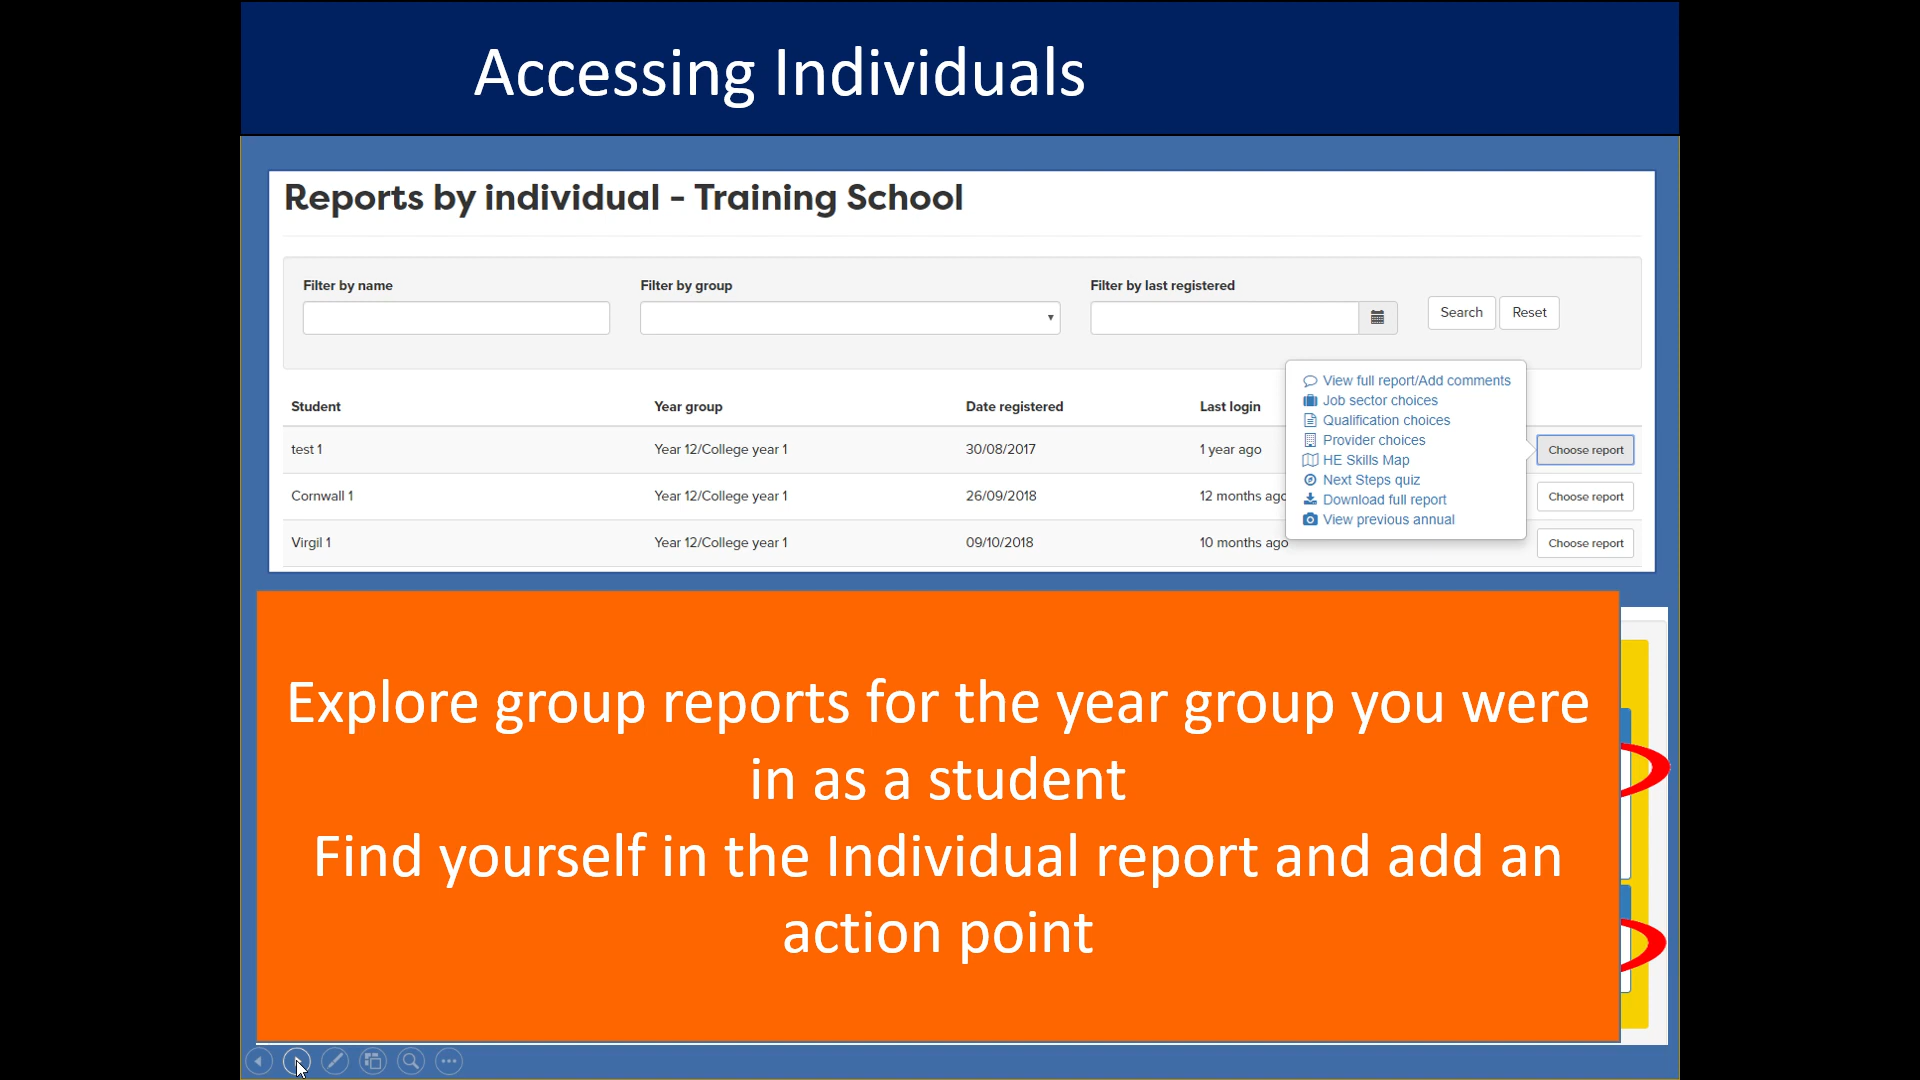 Accessing Individuals
Reports by individual - Training School
Filter by name Filter by group Filter by last registered
Search Reset
View full report/Add comments
Job sector choices
Qualification choices
Provider choices
HE Skills Map
Next Steps quiz
Download full report
View previous annual
Student Year group Date registered Last login
test 1 Year 12/College year 1 30/08/2017 1 year ago Choose report
Cornwall 1 Year 12/College year 1 26/09/2018 12 months ago Choose report
Virgil 1 Year 12/College year 1 09/10/2018 10 months ago Choose report
Explore group reports for the year group you were
in as a student
Find yourself in the Individual report and add an
action point